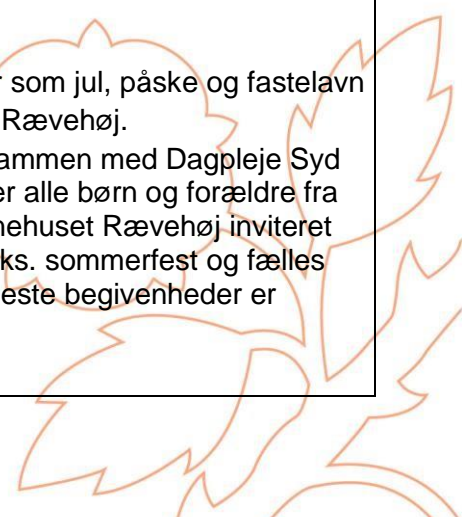 som jul, påske og fastelavn
Rævehøj.
ammen med Dagpleje Syd
er alle børn og forældre fra
nehuset Rævehøj inviteret
ks. sommerfest og fælles
este begivenheder er